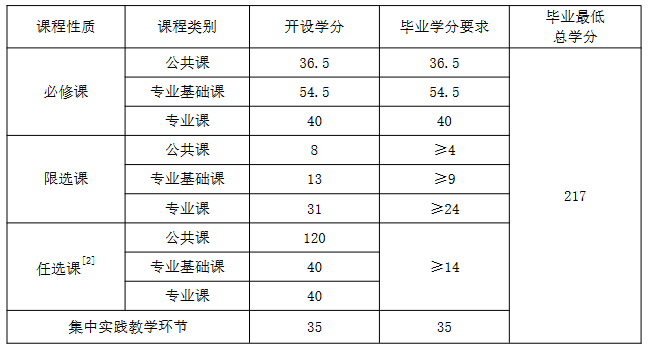 课程性质 课程类别 开设学分 毕业学分要求 毕业最低
总学分
必修课 公共课 36.5 36.5 217
专业基础课 54.5 54.5
专业课 40 40
限选课 公共课 8 ≥4
专业基础课 13 ≥9
专业课 31 ≥24
任选课[2] 公共课 120 ≥14
专业基础课 40
专业课 40
集中实践教学环节 35 35